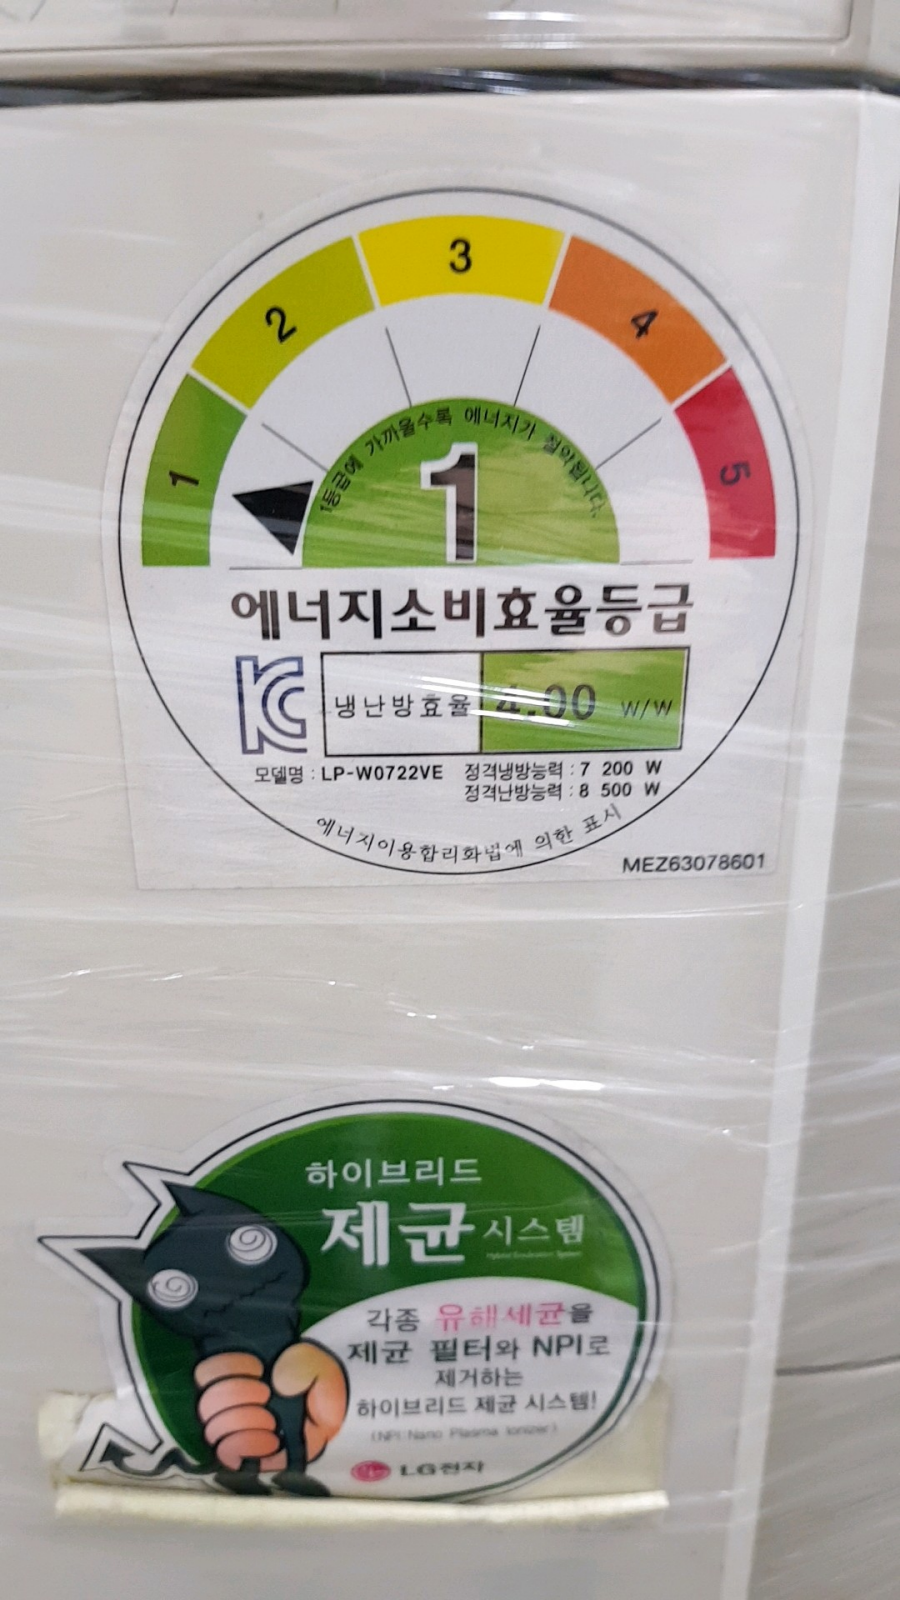 1
2
3
4
5
1등급에 가까울수록 에너지가 절약됩니다.
1
에너지소비효율등급
냉난방효율 4.00 W/W
모델명 : LP-W0722VE 정격냉방능력 : 7 200 W
정격난방능력 : 8 500 W
에너지이용합리화법에 의한 표시
MEZ63078601
하이브리드
제균 시스템
각종 유해세균을
제균 필터와 NPI로
제거하는
하이브리드 제균 시스템!
(NPI:Nano Plasma Ionizer)
LG전자